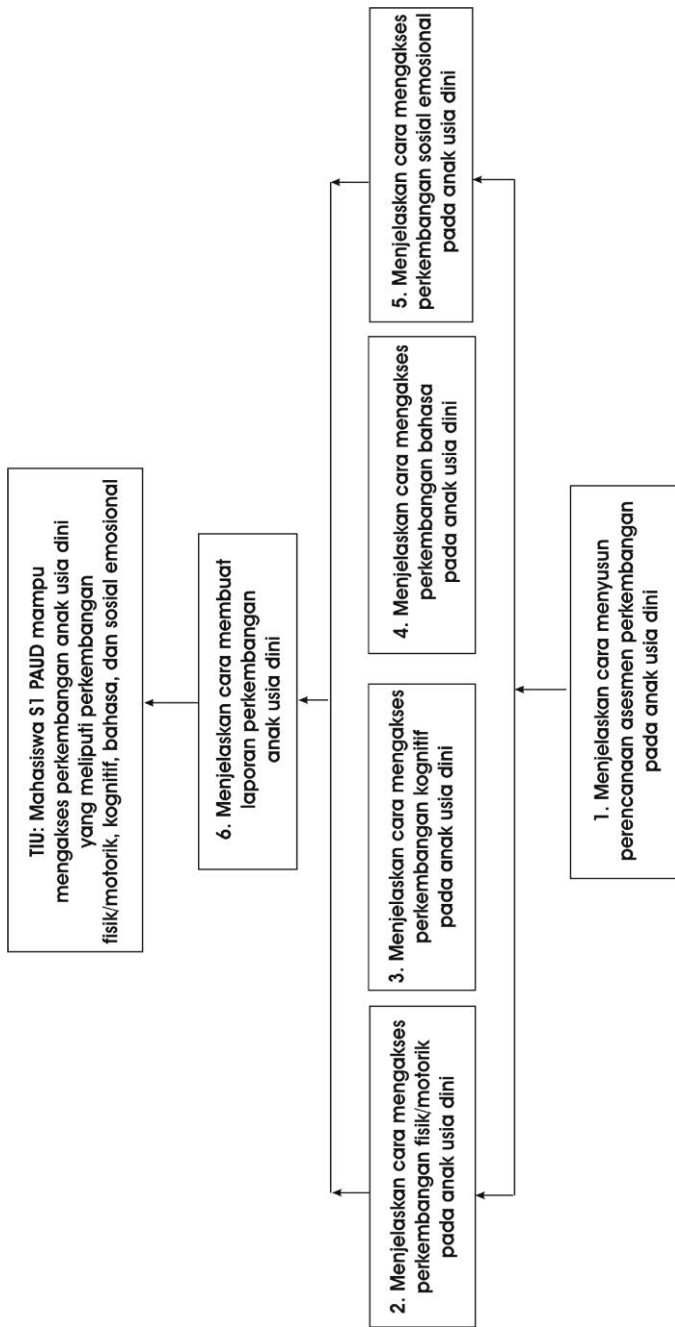 TIU: Mahasiswa S1 PAUD mampu
mengakses perkembangan anak usia dini
yang meliputi perkembangan
fisik/motorik, kognitif, bahasa, dan sosial emosional
6. Menjelaskan cara membuat
laporan perkembangan
anak usia dini
2. Menjelaskan cara mengakses
perkembangan fisik/motorik
pada anak usia dini
3. Menjelaskan cara mengakses
perkembangan kognitif
pada anak usia dini
4. Menjelaskan cara mengakses
perkembangan bahasa
pada anak usia dini
5. Menjelaskan cara mengakses
perkembangan sosial emosional
pada anak usia dini
1. Menjelaskan cara menyusun
perencanaan asesmen perkembangan
pada anak usia dini